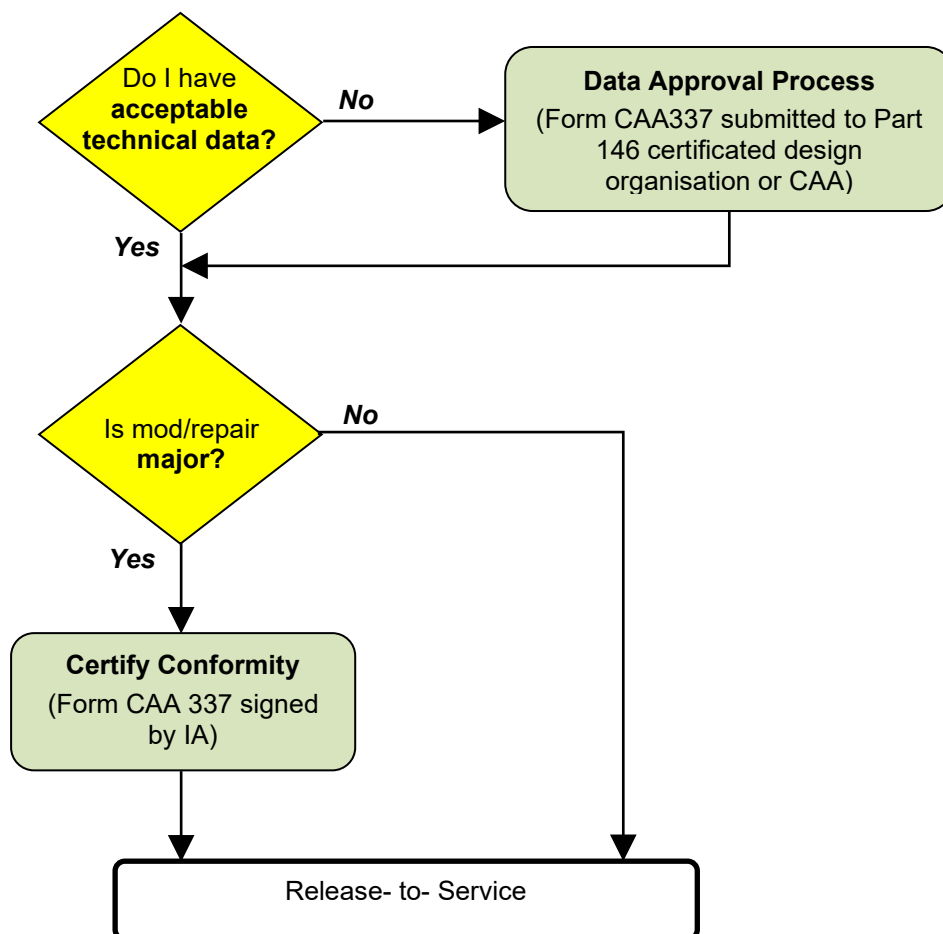 Do I have
acceptable
technical data?
No
Data Approval Process
(Form CAA337 submitted to Part
146 certificated design
organisation or CAA)
Yes
Is mod/repair
major?
No
Yes
Certify Conformity
(Form CAA 337 signed
by IA)
Release- to- Service